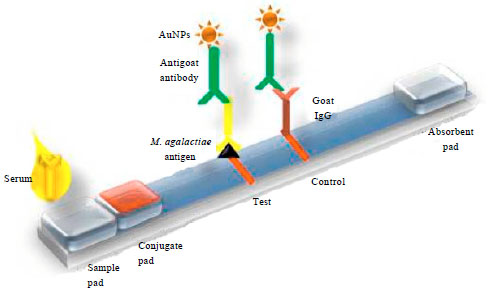 AuNPs
Antigoat
antibody
Goat
IgG
M. agalactiae
antigen
Absorbent
pad
Serum
Control
Test
Conjugate
pad
Sample
pad